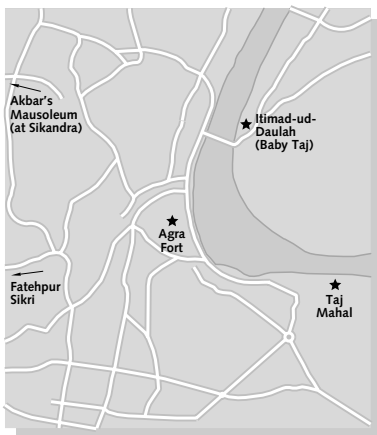 Akbar's
Mausoleum
(at Sikandra)
Itimad-ud-
Daulah
(Baby Taj)
Agra
Fort
Fatehpur
Sikri
Taj
Mahal